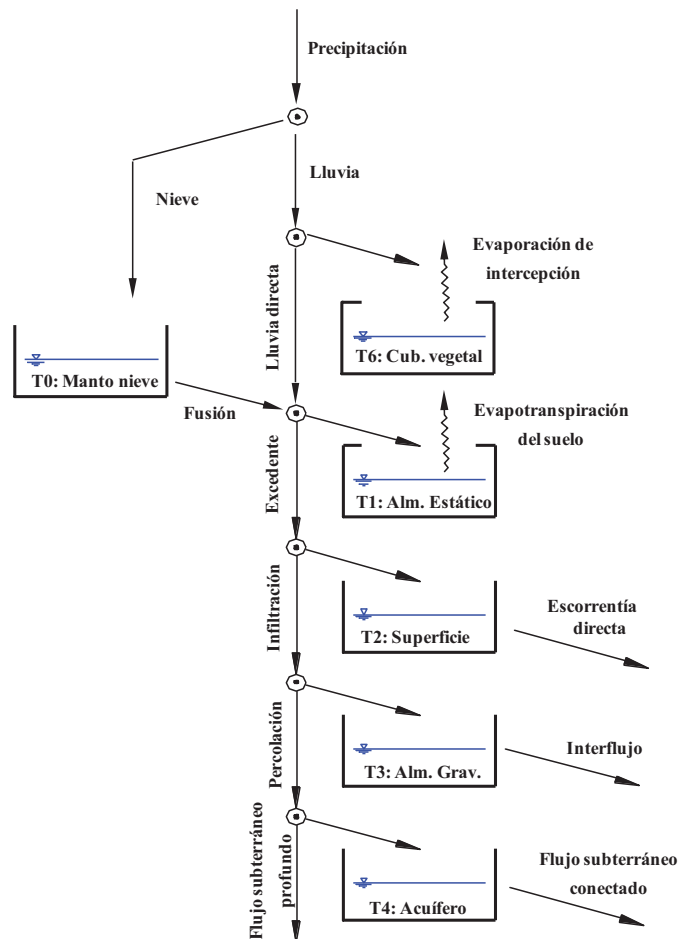 Precipitación
Lluvia
Nieve
Evaporación de
intercepción
Lluvia directa
T6: Cub. vegetal
T0: Manto nieve
Fusión
Evapotranspiración
del suelo
Excedente
T1: Alm. Estático
Infiltración
Escorrentía
directa
T2: Superficie
Percolación
Interflujo
T3: Alm. Grav.
Flujo subterráneo
profundo
Flujo subterráneo
conectado
T4: Acuífero